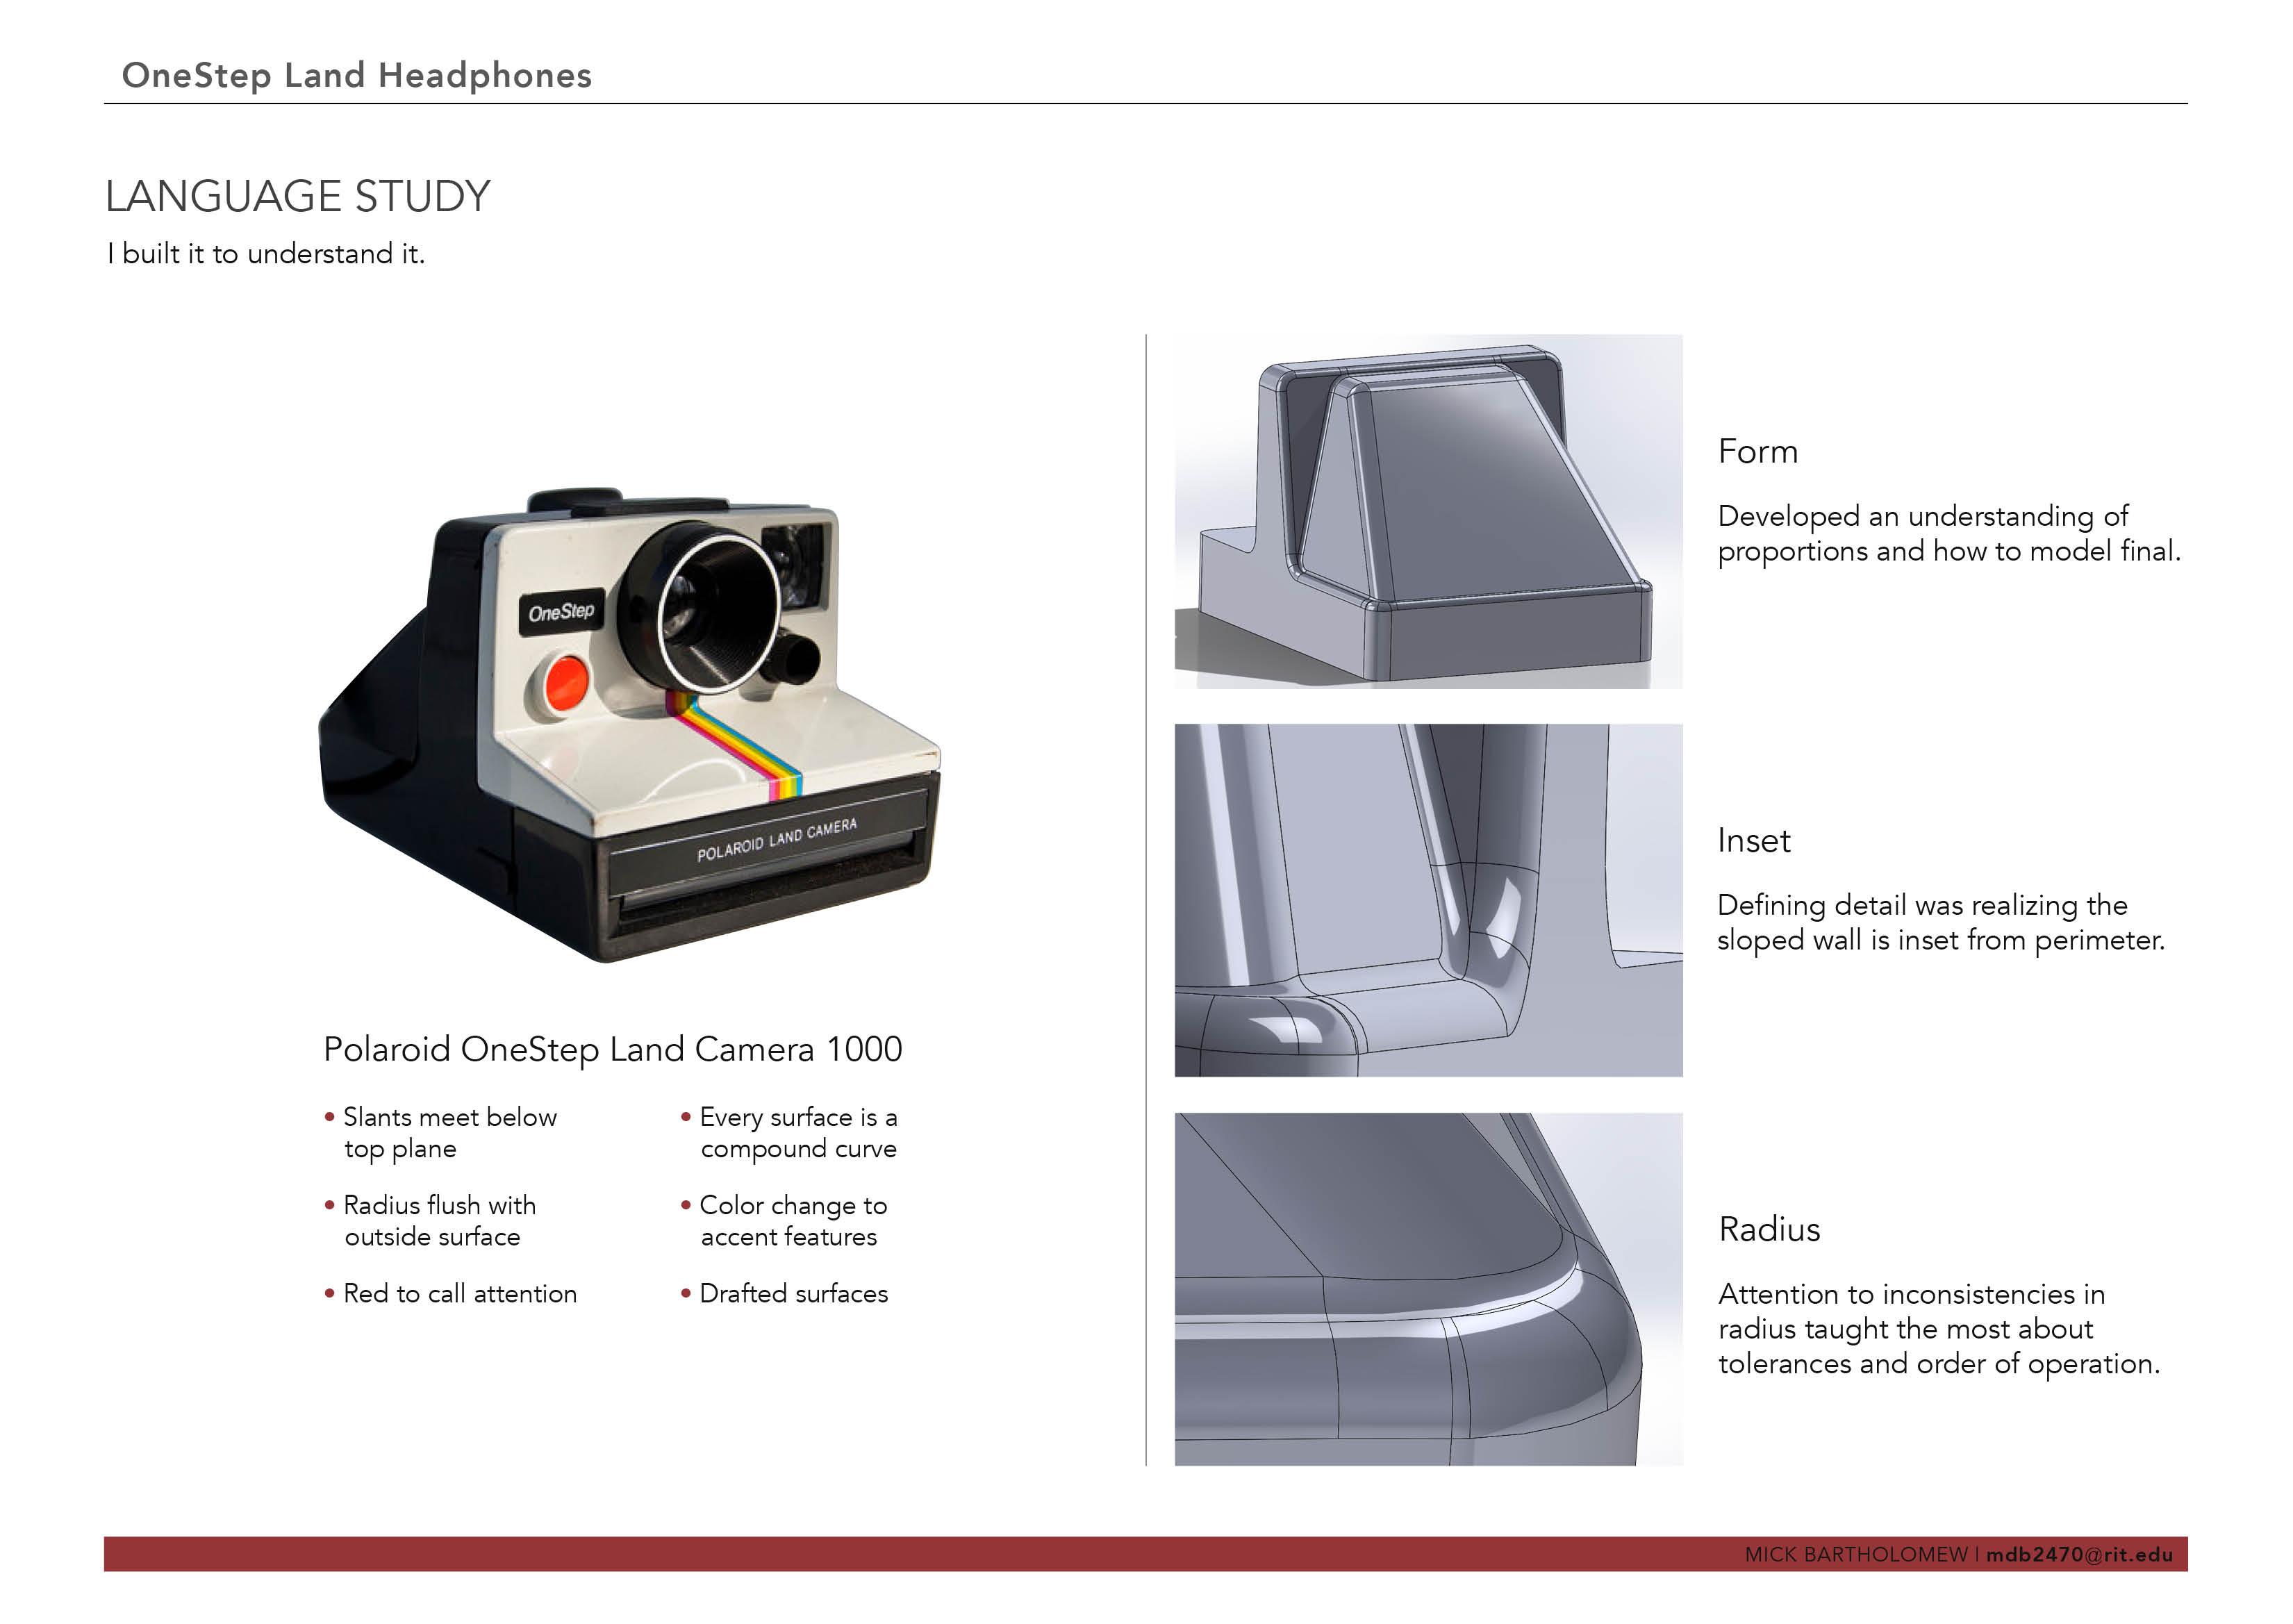 OneStep Land Headphones
LANGUAGE STUDY
I built it to understand it.
OneStep
POLAROID LAND CAMERA
Polaroid OneStep Land Camera 1000
• Slants meet below
top plane
• Radius flush with
outside surface
• Red to call attention
• Every surface is a
compound curve
• Color change to
accent features
• Drafted surfaces
Form
Developed an understanding of
proportions and how to model final.
Inset
Defining detail was realizing the
sloped wall is inset from perimeter.
Radius
Attention to inconsistencies in
radius taught the most about
tolerances and order of operation.
MICK BARTHOLOMEW | mdb2470@rit.edu